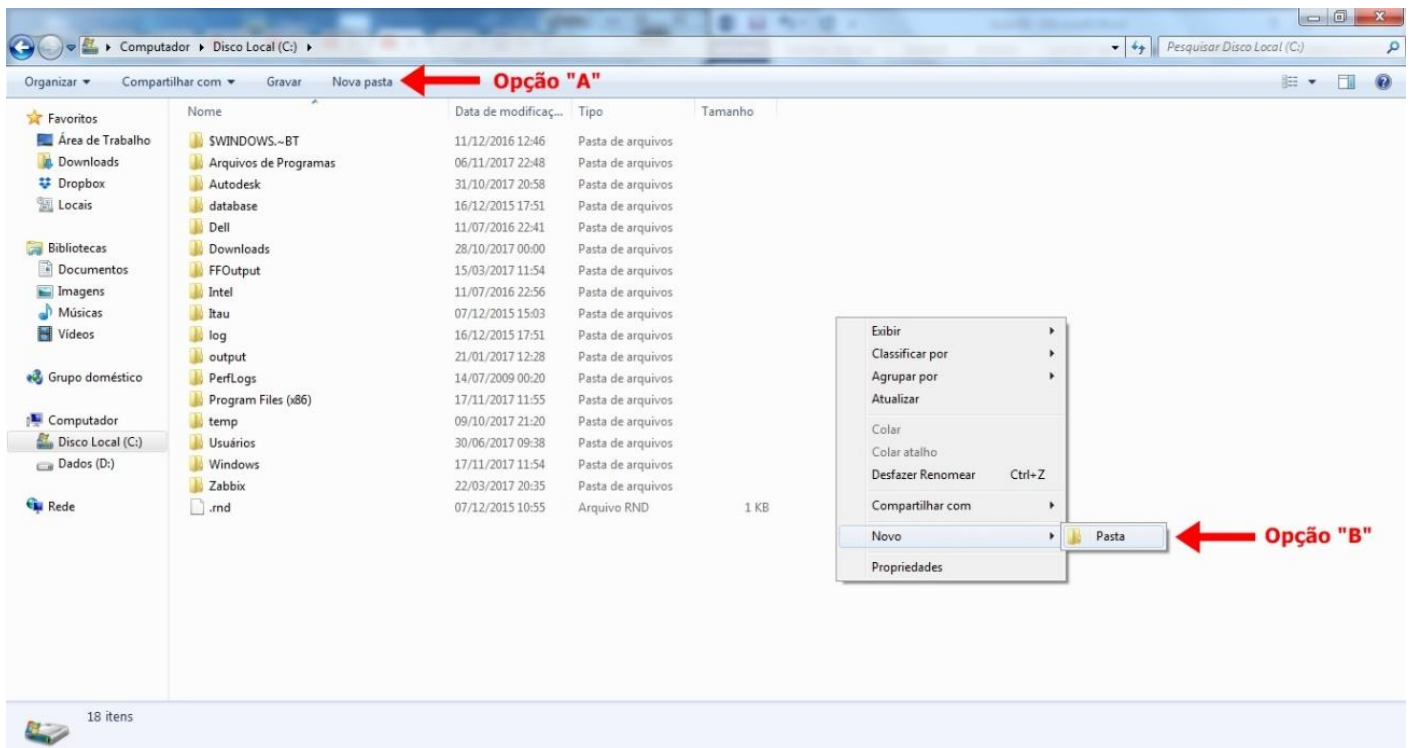 Computador Disco Local (C:)
Pesquisar Disco Local (C:)
Organizar Compartilhar com Gravar Nova pasta Opção "A"
Favoritos
Área de Trabalho
Downloads
Dropbox
Locais
Bibliotecas
Documentos
Imagens
Músicas
Vídeos
Grupo doméstico
Computador
Disco Local (C:)
Dados (D:)
Rede
Nome Data de modificaç... Tipo Tamanho
$WINDOWS.~BT 11/12/2016 12:46 Pasta de arquivos
Arquivos de Programas 06/11/2017 22:48 Pasta de arquivos
Autodesk 31/10/2017 20:58 Pasta de arquivos
database 16/12/2015 17:51 Pasta de arquivos
Dell 11/07/2016 22:41 Pasta de arquivos
Downloads 28/10/2017 00:00 Pasta de arquivos
FFOutput 15/03/2017 11:54 Pasta de arquivos
Intel 11/07/2016 22:56 Pasta de arquivos
Itau 07/12/2015 15:03 Pasta de arquivos
log 16/12/2015 17:51 Pasta de arquivos
output 21/01/2017 12:28 Pasta de arquivos
PerfLogs 14/07/2009 00:20 Pasta de arquivos
Program Files (x86) 17/11/2017 11:55 Pasta de arquivos
temp 09/10/2017 21:20 Pasta de arquivos
Usuários 30/06/2017 09:38 Pasta de arquivos
Windows 17/11/2017 11:54 Pasta de arquivos
Zabbix 22/03/2017 20:35 Pasta de arquivos
.rnd 07/12/2015 10:55 Arquivo RND 1 KB
Exibir
Classificar por
Agrupar por
Atualizar
Colar
Colar atalho
Desfazer Renomear Ctrl+Z
Compartilhar com
Novo
Pasta
Opção "B"
Propriedades
18 itens